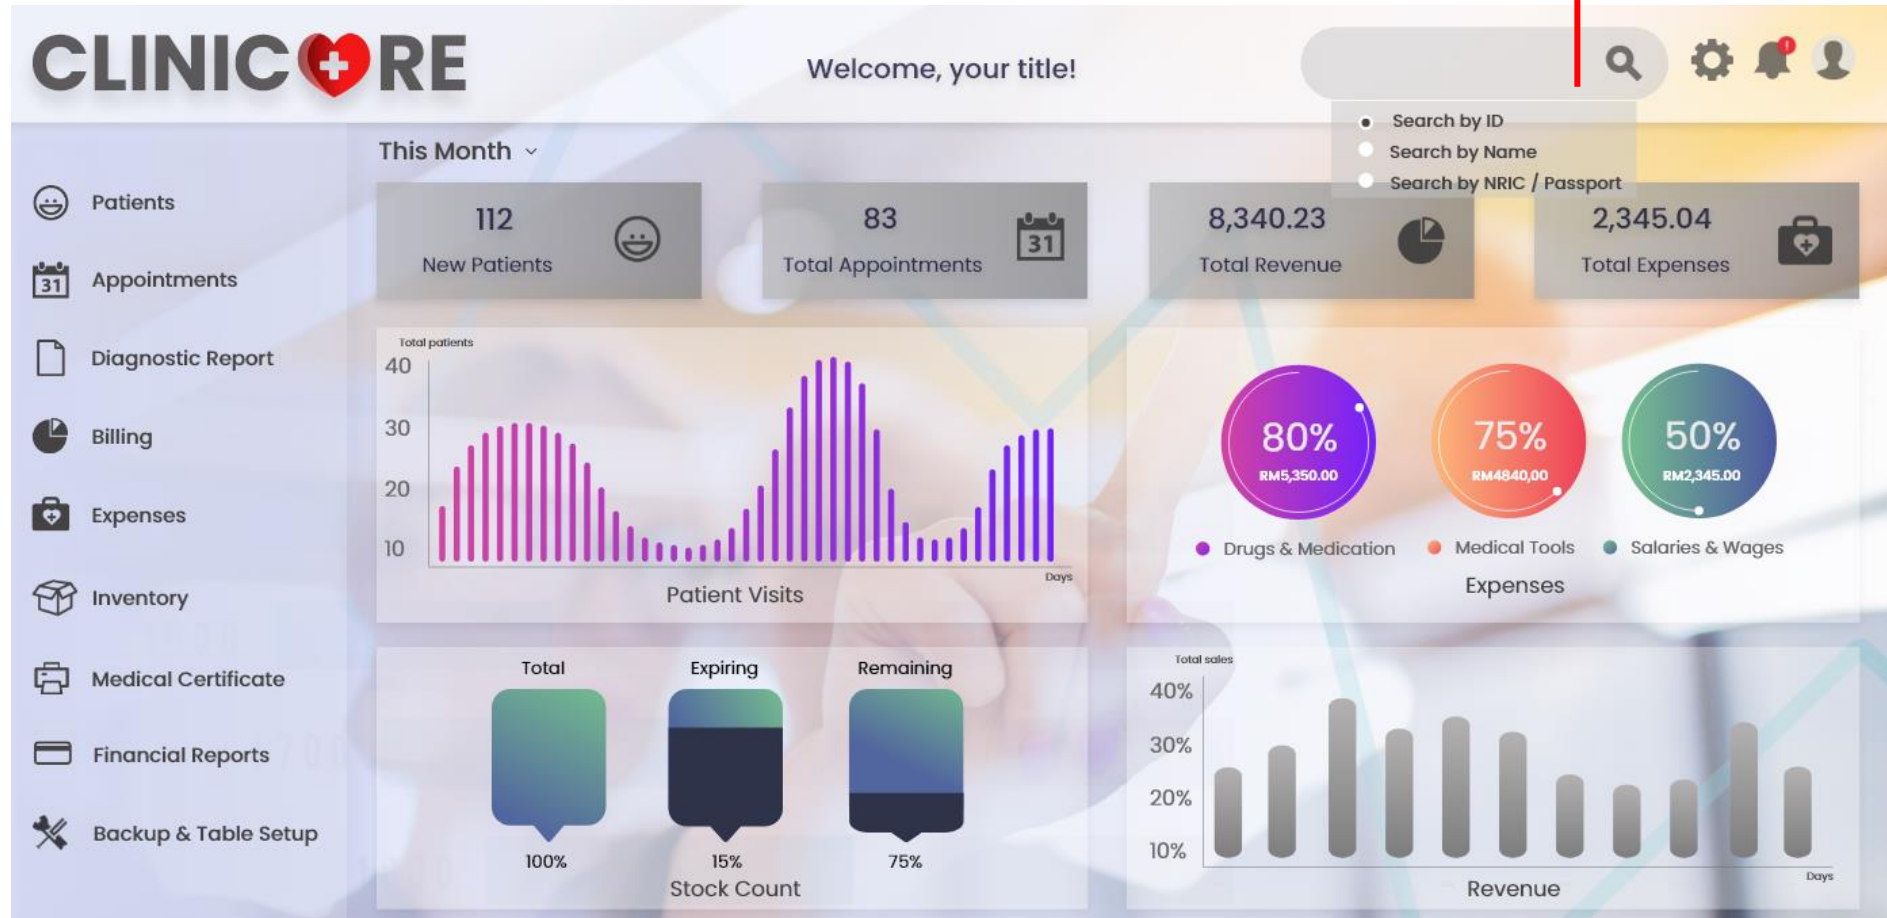 CLINICORE
Welcome, your title!
Search by ID
Search by Name
Search by NRIC / Passport
This Month
Patients
Appointments
31
Diagnostic Report
Billing
Expenses
Inventory
Medical Certificate
Financial Reports
Backup & Table Setup
112
New Patients
83
Total Appointments
31
8,340.23
Total Revenue
2,345.04
Total Expenses
Total patients
40
30
20
10
Days
Patient Visits
80%
RM5,350.00
75%
RM4840,00
50%
RM2,345.00
Drugs & Medication
Medical Tools
Salaries & Wages
Expenses
Total
Expiring
Remaining
100%
15%
75%
Stock Count
Total sales
40%
30%
20%
10%
Days
Revenue